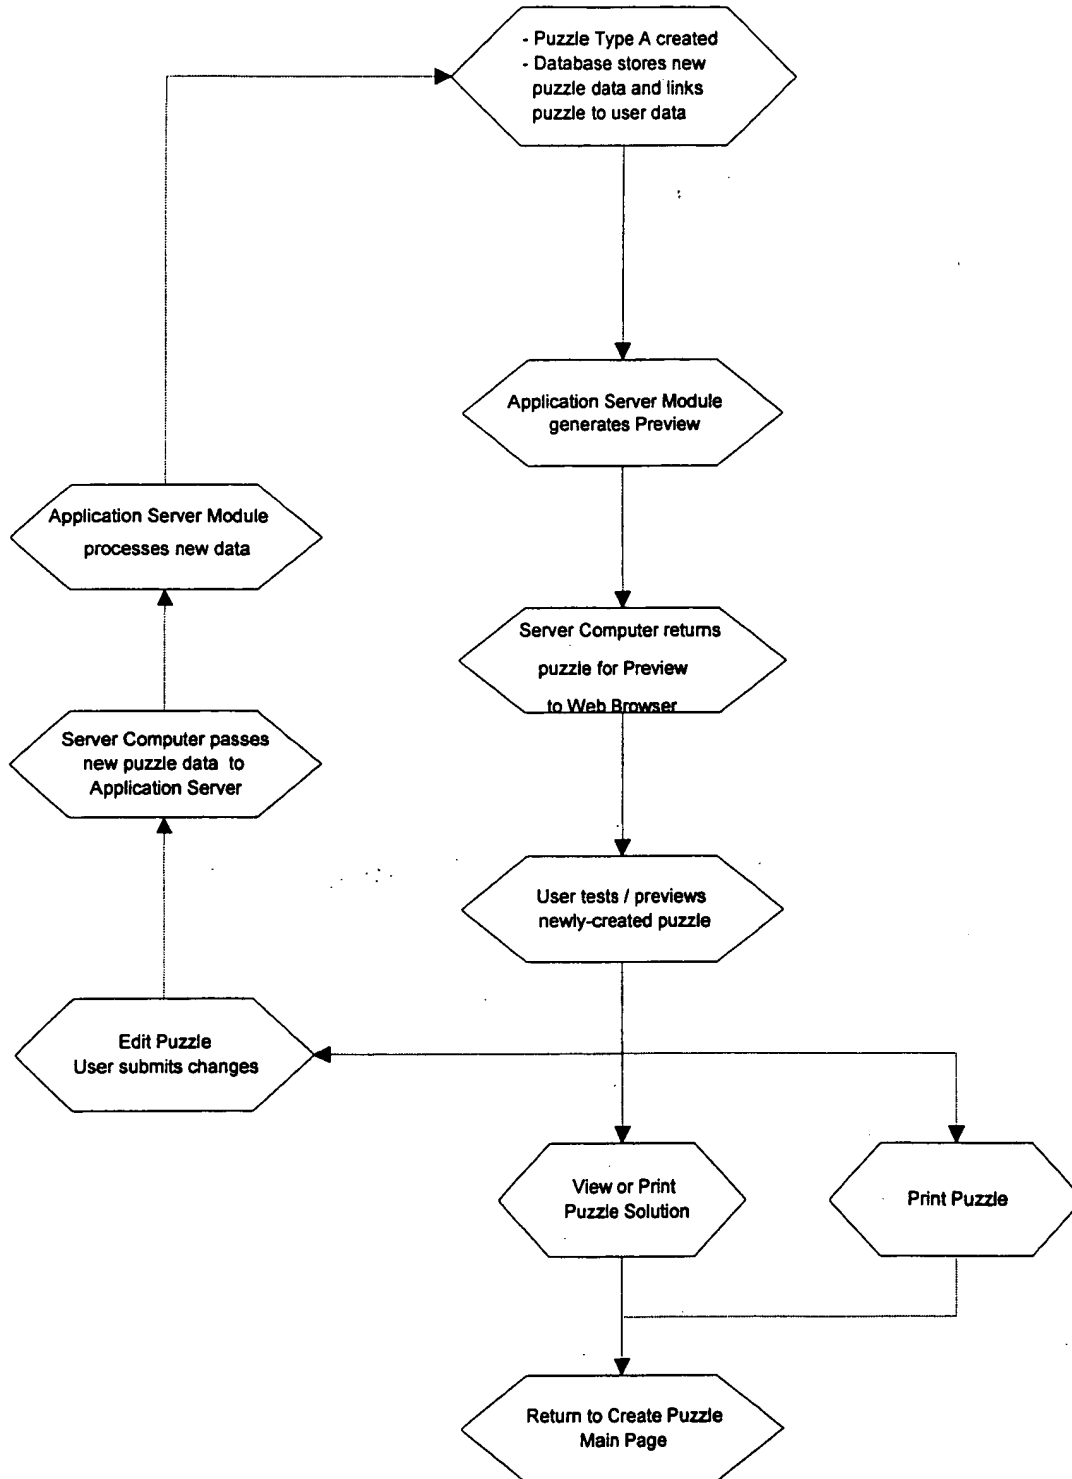 - Puzzle Type A created
- Database stores new
puzzle data and links
puzzle to user data
Application Server Module
generates Preview
Application Server Module
processes new data
Server Computer returns
puzzle for Preview
to Web Browser
Server Computer passes
new puzzle data to
Application Server
User tests / previews
newly-created puzzle
Edit Puzzle
User submits changes
View or Print
Puzzle Solution
Print Puzzle
Return to Create Puzzle
Main Page